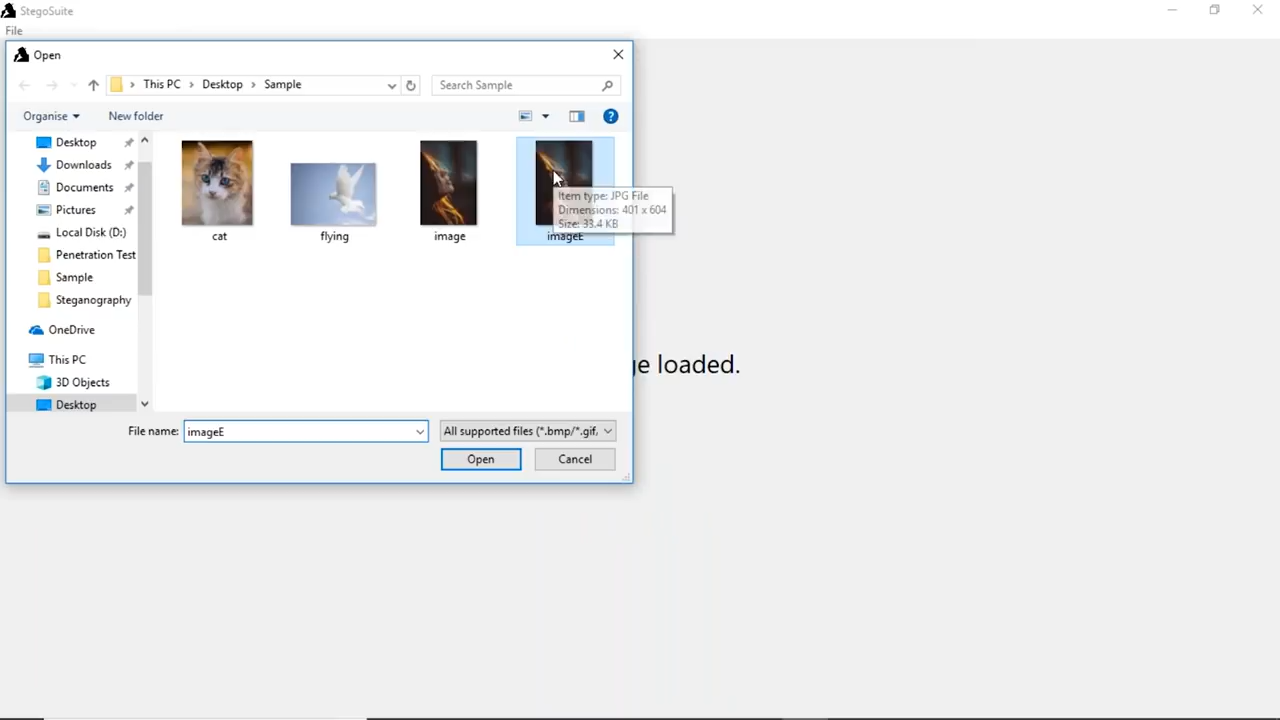 StegoSuite
File
Open
This PC
Desktop
Sample
Search Sample
Organise
New folder
Desktop
Downloads
Documents
Pictures
Local Disk (D:)
Penetration Test
Sample
Steganography
OneDrive
This PC
3D Objects
Desktop
cat
flying
image
imageE
Item type: JPG File
Dimensions: 401 x 604
Size: 33.4 KB
loaded.
File name:
imageE
All supported files (*.bmp/*.gif,
Open
Cancel